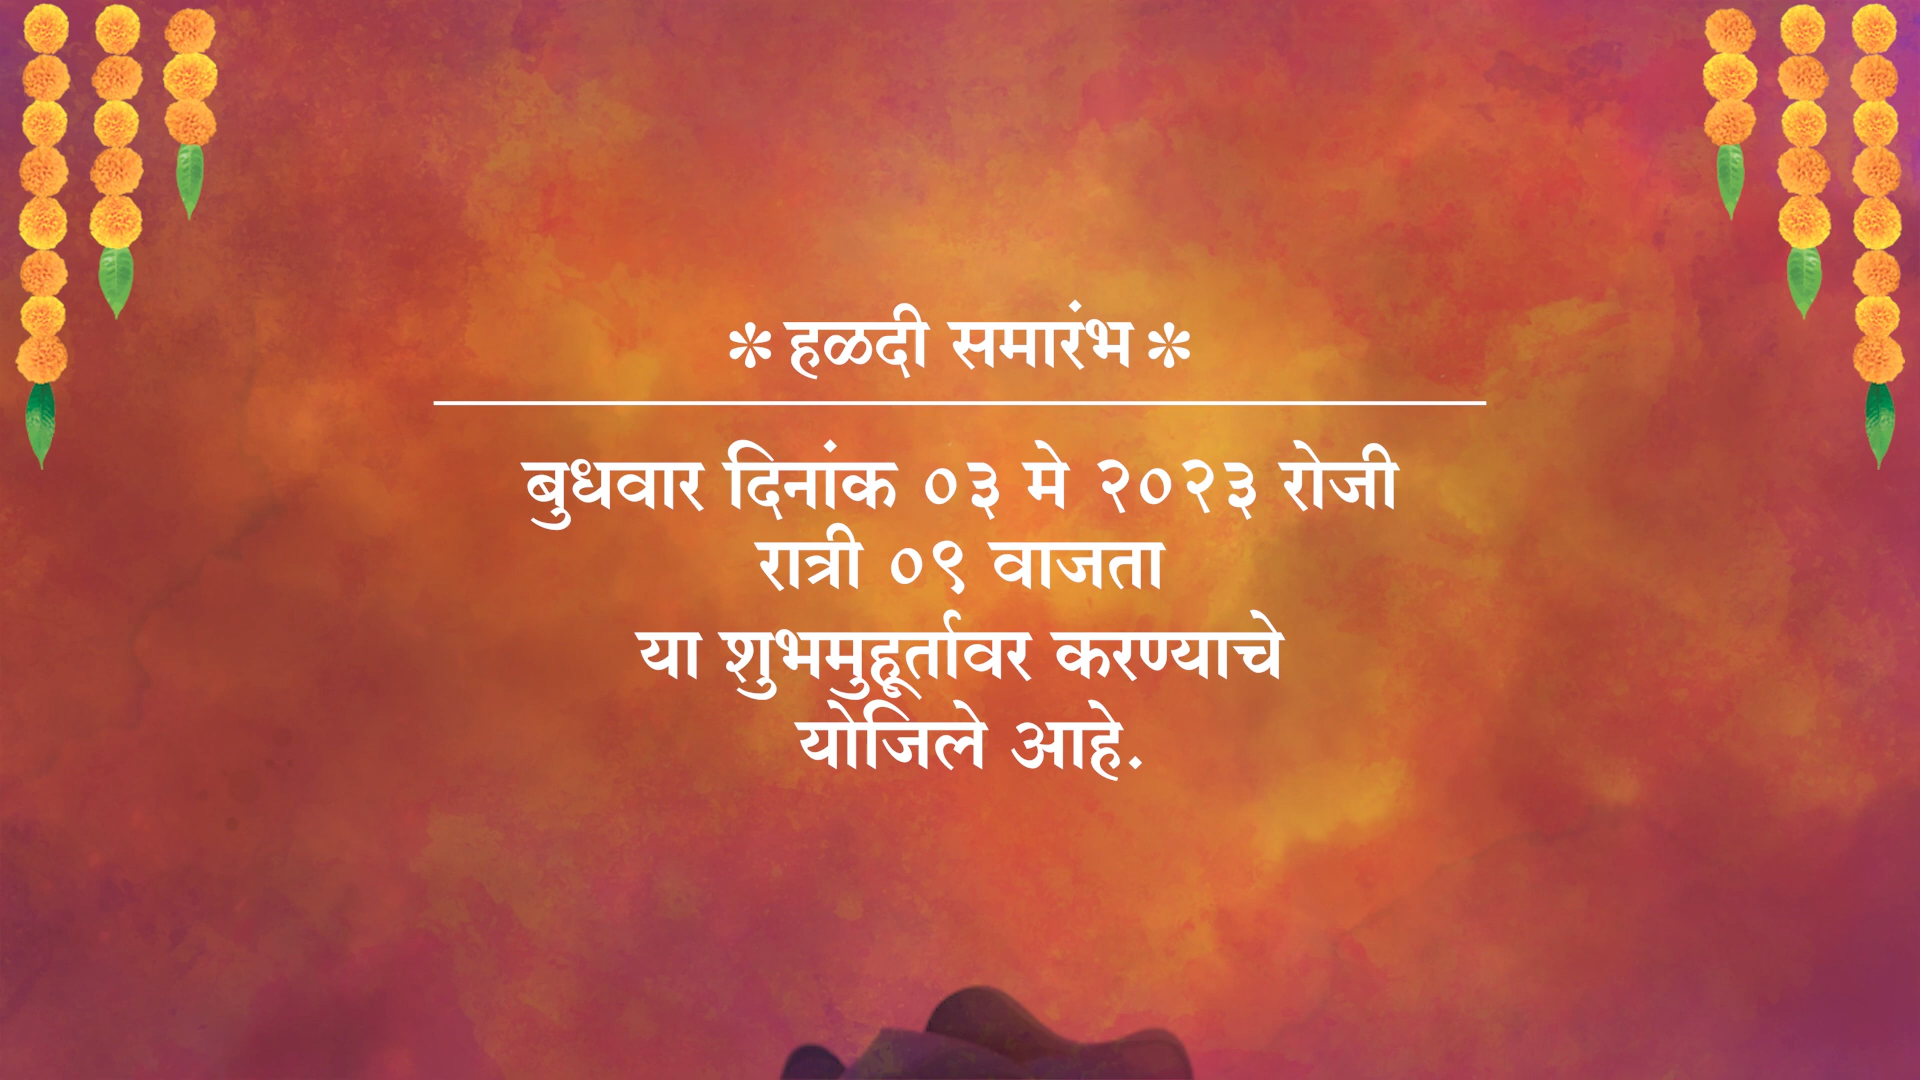 * हळदी समारंभ *
बुधवार दिनांक ०३ मे २०२३ रोजी
रात्री ०९ वाजता
या शुभमुहूर्तावर करण्याचे
योजिले आहे.